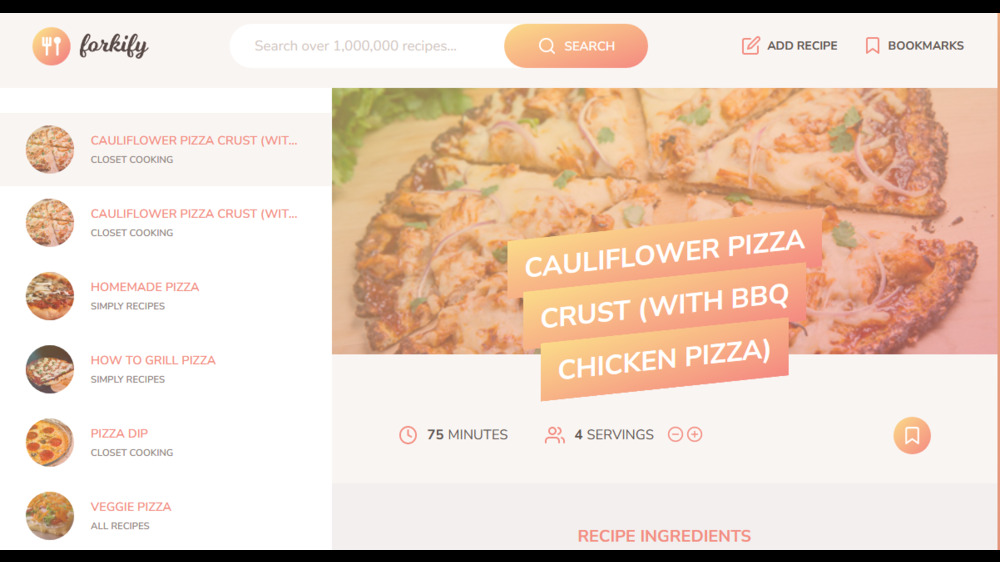 forkify
Search over 1,000,000 recipes...
SEARCH
ADD RECIPE
BOOKMARKS
CAULIFLOWER PIZZA CRUST (WIT...
CLOSET COOKING
CAULIFLOWER PIZZA CRUST (WIT...
CLOSET COOKING
HOMEMADE PIZZA
SIMPLY RECIPES
HOW TO GRILL PIZZA
SIMPLY RECIPES
PIZZA DIP
CLOSET COOKING
VEGGIE PIZZA
ALL RECIPES
CAULIFLOWER PIZZA
CRUST (WITH BBQ
CHICKEN PIZZA)
75 MINUTES
4 SERVINGS
RECIPE INGREDIENTS